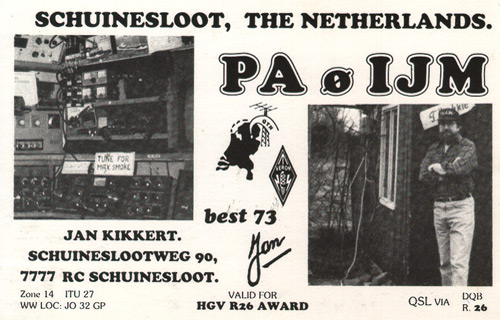 SCHUINESLOOT, THE NETHERLANDS.
PA ø IJM
TUNE FOR
MAX SMOKE
QTH
best 73
Jan
JAN KIKKERT.
SCHUINESLOOTWEG 90,
7777 RC SCHUINESLOOT.
Zone 14 ITU 27
WW LOC: JO 32 GP
VALID FOR
HGV R26 AWARD
QSL VIA DQB
R. 26